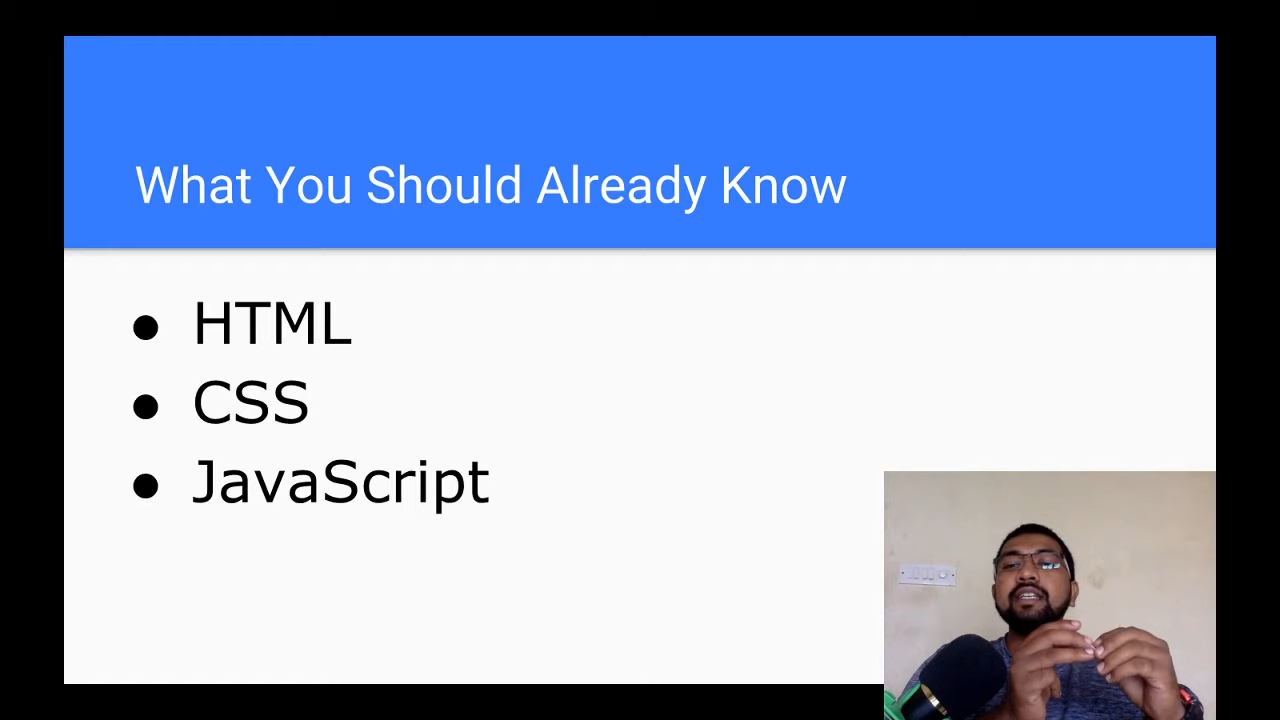 What You Should Already Know
● HTML
● CSS
● JavaScript